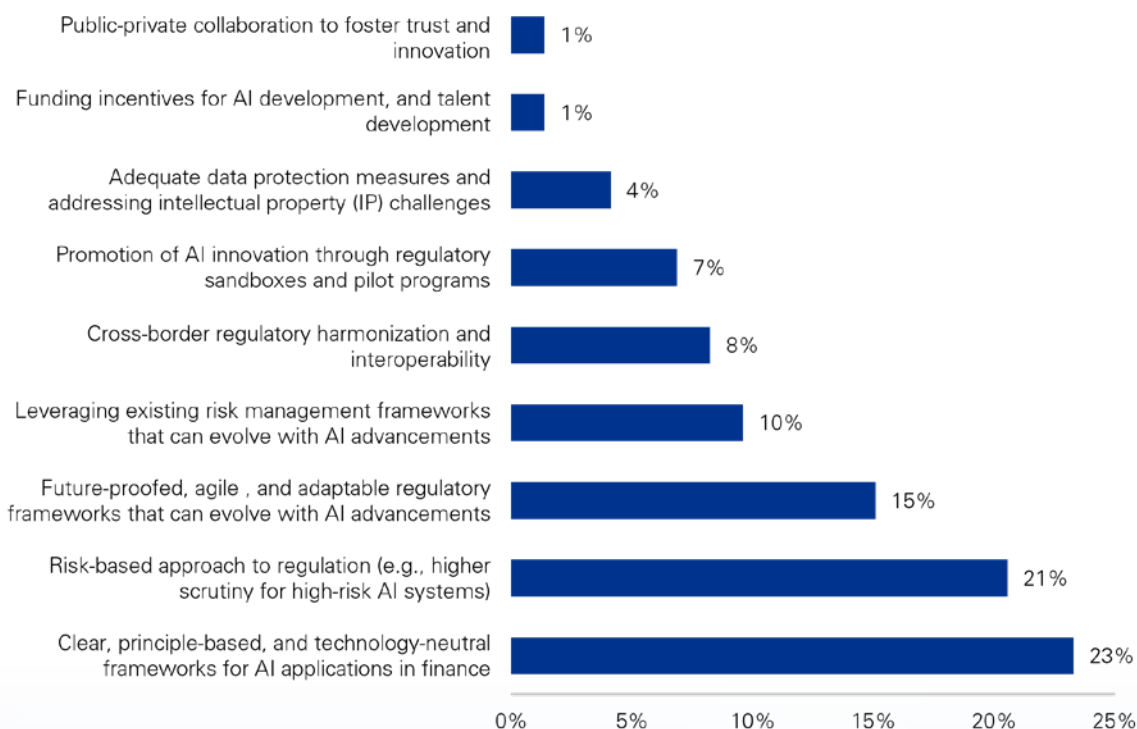 Public-private collaboration to foster trust and
innovation
1%
Funding incentives for AI development, and talent
development
1%
Adequate data protection measures and
addressing intellectual property (IP) challenges
4%
Promotion of AI innovation through regulatory
sandboxes and pilot programs
7%
Cross-border regulatory harmonization and
interoperability
8%
Leveraging existing risk management frameworks
that can evolve with AI advancements
10%
Future-proofed, agile , and adaptable regulatory
frameworks that can evolve with AI advancements
15%
Risk-based approach to regulation (e.g., higher
scrutiny for high-risk AI systems)
21%
Clear, principle-based, and technology-neutral
frameworks for AI applications in finance
23%
0% 5% 10% 15% 20% 25%